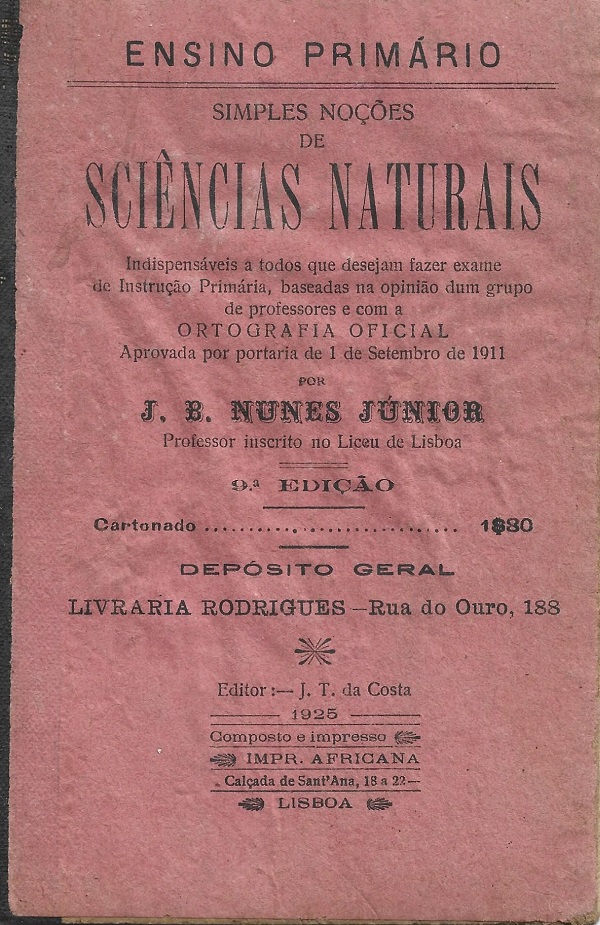 ENSINO PRIMÁRIO
SIMPLES NOÇÕES
DE
SCIÊNCIAS NATURAIS
Indispensáveis a todos que desejam fazer exame
de Instrução Primária, baseadas na opinião dum grupo
de professores e com a
ORTOGRAFIA OFICIAL
Aprovada por portaria de 1 de Setembro de 1911
POR
J. B. NUNES JÚNIOR
Professor inscrito no Liceu de Lisboa
9.ª EDIÇÃO
Cartonado .............................. 1$80
DEPÓSITO GERAL
LIVRARIA RODRIGUES—Rua do Ouro, 188
Editor:— J. T. da Costa
1925
Composto e impresso
IMPR. AFRICANA
Calçada de Sant'Ana, 18 a 22—
LISBOA